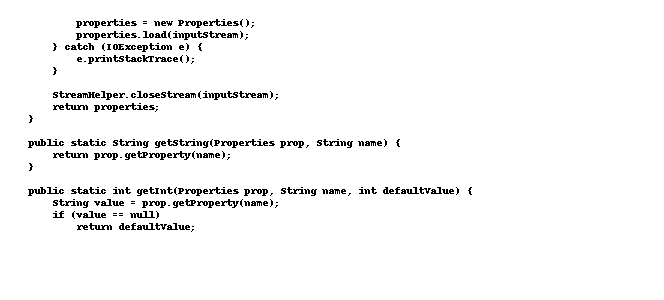 properties = new Properties();
properties.load(inputStream);
} catch (IOException e) {
e.printStackTrace();
}
StreamHelper.closeStream(inputStream);
return properties;
}
public static String getString(Properties prop, String name) {
return prop.getProperty(name);
}
public static int getInt(Properties prop, String name, int defaultValue) {
String value = prop.getProperty(name);
if (value == null)
return defaultValue;